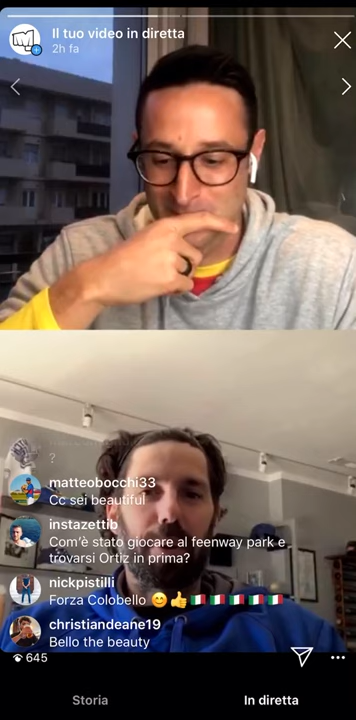 Il tuo video in diretta
2h fa
?
matteobocchi33
Cc sei beautiful
instazettib
Com'è stato giocare al feenway park e
trovarsi Ortiz in prima?
nickpistilli
Forza Colobello 😊👍🇮🇹🇮🇹🇮🇹🇮🇹🇮🇹
christiandeane19
Bello the beauty
645
Storia
In diretta